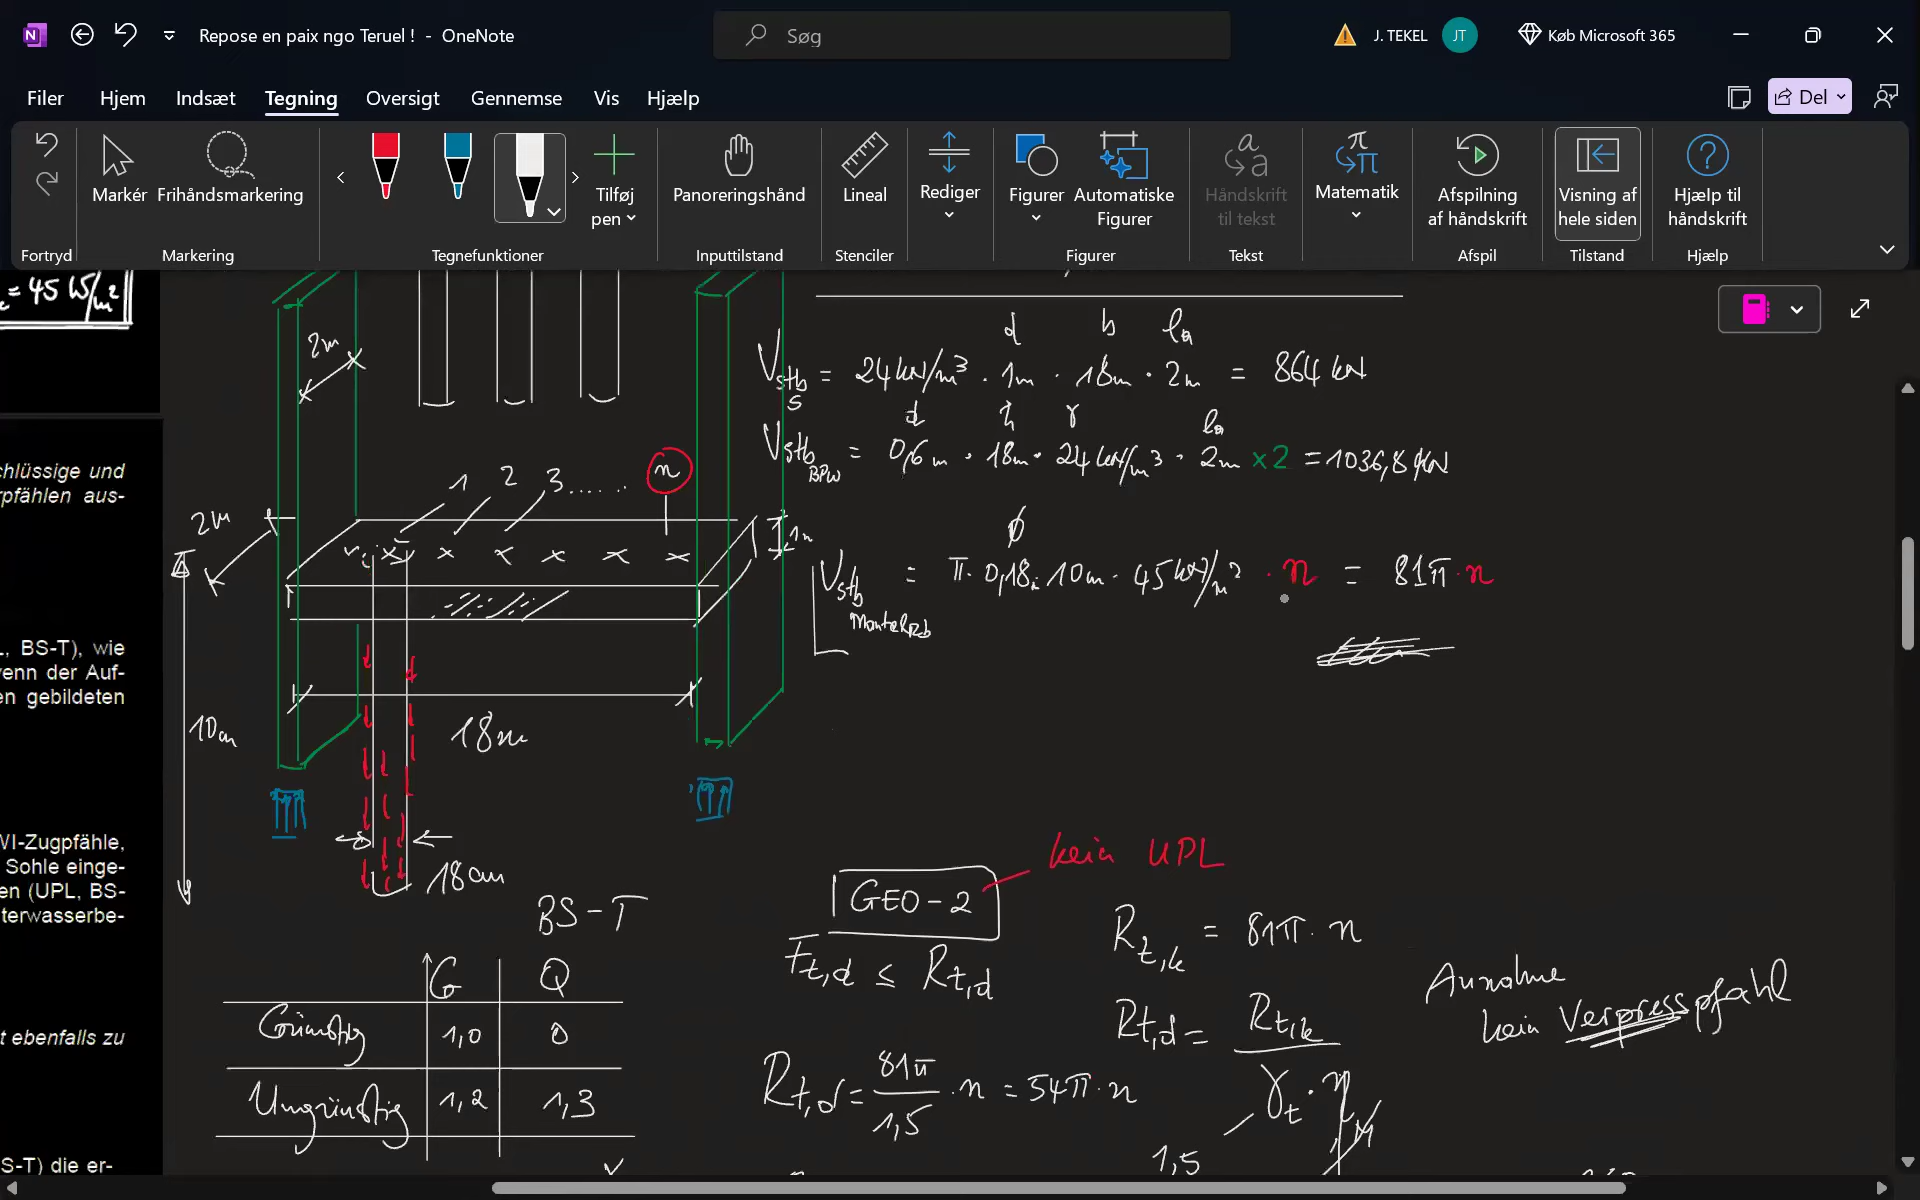 Repose en paix ngo Teruel ! - OneNote
Søg
J. TEKEL
JT
Køb Microsoft 365
Filer
Hjem
Indsæt
Tegning
Oversigt
Gennemse
Vis
Hjælp
Del
Markér
Frihåndsmarkering
Tilføj pen
Panoreringshånd
Lineal
Rediger
Figurer
Automatiske Figurer
Håndskrift til tekst
Matematik
Afspilning af håndskrift
Visning af hele siden
Hjælp til håndskrift
Fortryd
Markering
Tegnefunktioner
Inputtilstand
Stenciler
Figurer
Tekst
Afspil
Tilstand
Hjælp
= 45 kN/m²
chlüssige und
rpfählen aus-
., BS-T), wie
venn der Auf-
en gebildeten
VI-Zugpfähle,
Sohle einge-
en (UPL, BS-
terwasserbe-
t ebenfalls zu
S-T) die er-
2m
1 2 3...... n
2m
1m
10m
18m
18cm
d b la
Vstb S = 24 kN/m³ · 1m · 18m · 2m = 864 kN
d h γ la
Vstb BPW = 0,6m · 18m · 24 kN/m³ · 2m ×2 = 1036,8 kN
ϕ
Vstb = π · 0,18 · 10m · 45 kN/m² · n = 81π · n
BS-T
G Q
Günstig 1,0 0
Ungünstig 1,2 1,3
GEO-2
kein UPL
Ft,d ≤ Rt,d
Rt,k = 81π · n
Rt,d = Rt,k / γt · η
1,5
Annahme
kein Verpresspfahl
Rt,d = 81π / 1,5 · n = 54π · n